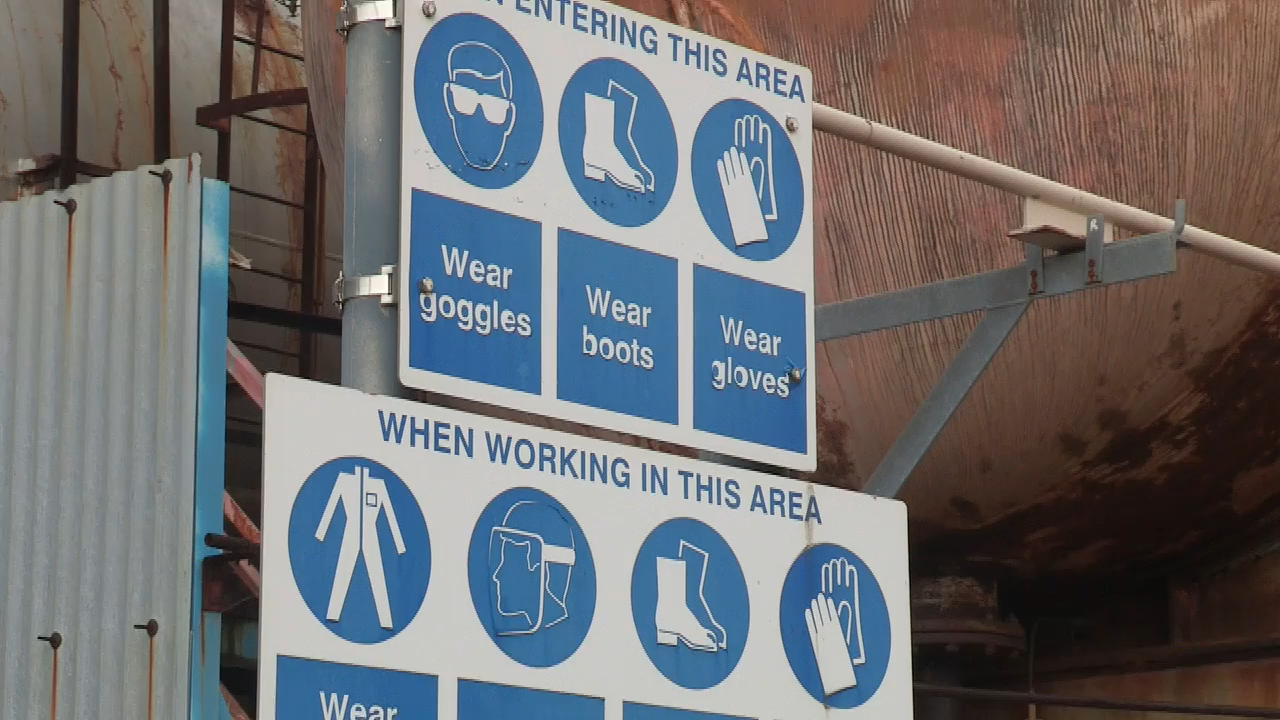 ENTERING THIS AREA
Wear
goggles
Wear
boots
Wear
gloves
WHEN WORKING IN THIS AREA
Wear